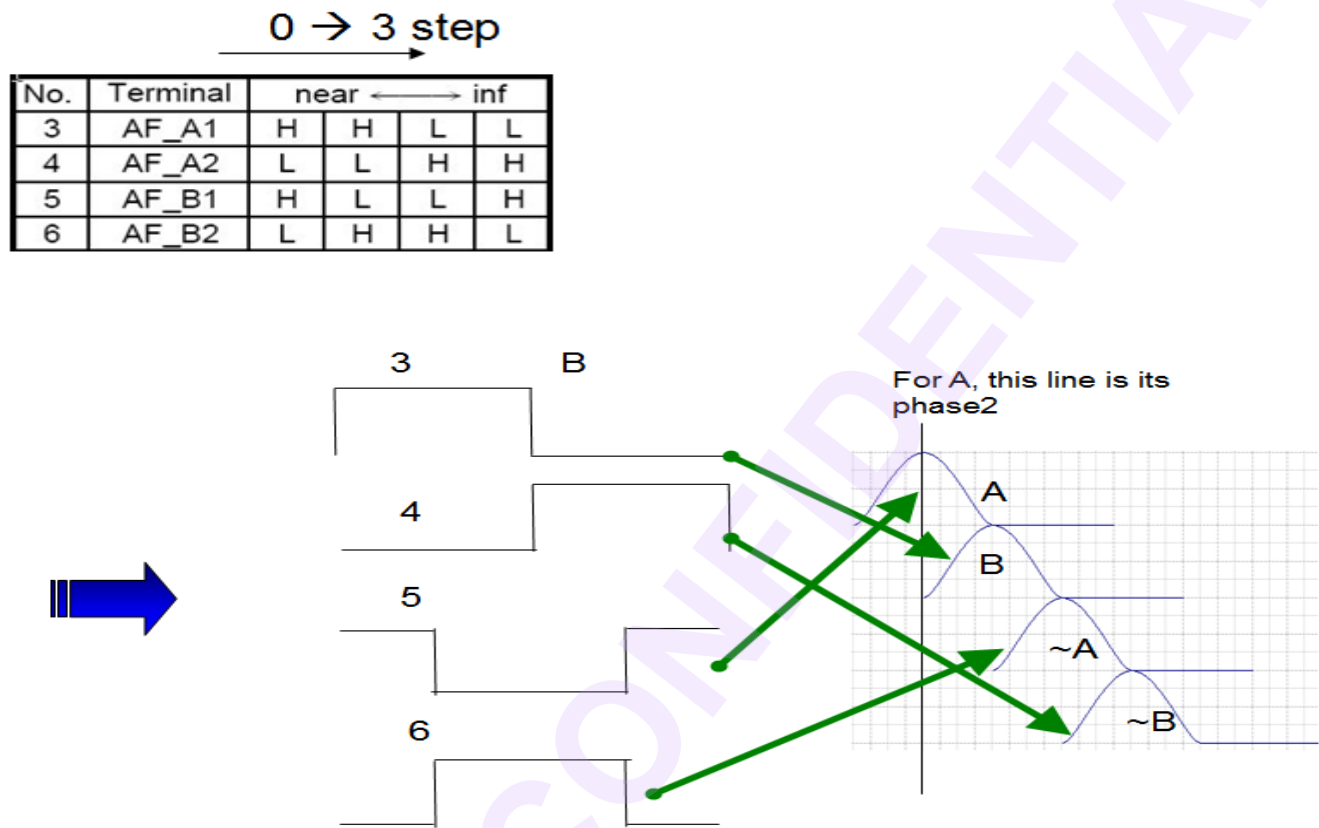 0 → 3 step
No. Terminal near ←→ inf
3 AF_A1 H H L L
4 AF_A2 L L H H
5 AF_B1 H L L H
6 AF_B2 L H H L
3 B
For A, this line is its
phase2
4
A
B
5
~A
6
~B
CONFIDENTIAL